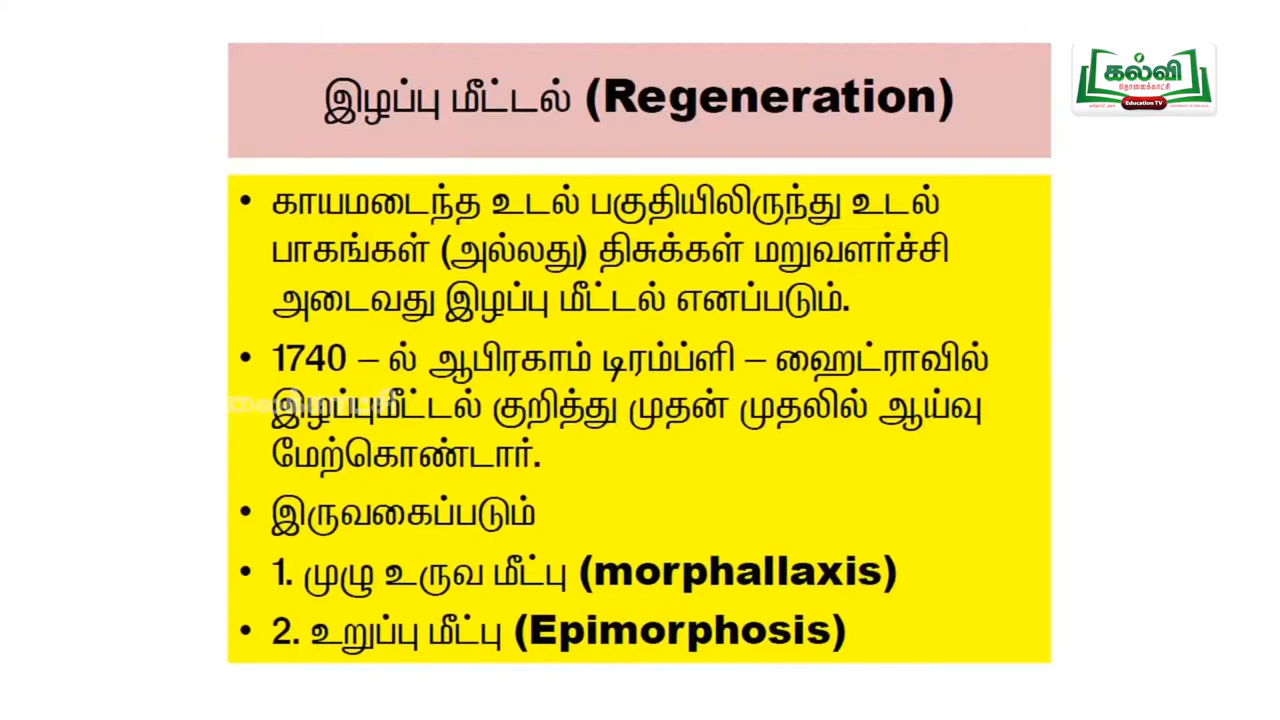 இழப்பு மீட்டல் (Regeneration)
கல்வி
தொலைக்காட்சி
Education TV
• காயமடைந்த உடல் பகுதியிலிருந்து உடல்
பாகங்கள் (அல்லது) திசுக்கள் மறுவளர்ச்சி
அடைவது இழப்பு மீட்டல் எனப்படும்.
• 1740 – ல் ஆபிரகாம் டிரம்ப்ளி – ஹைட்ராவில்
இழப்புமீட்டல் குறித்து முதன் முதலில் ஆய்வு
மேற்கொண்டார்.
• இருவகைப்படும்
• 1. முழு உருவ மீட்பு (morphallaxis)
• 2. உறுப்பு மீட்பு (Epimorphosis)